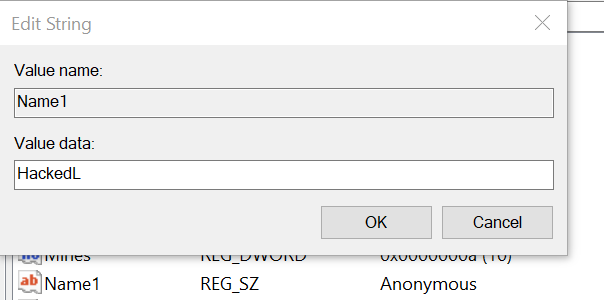 Edit String
Value name:
Name1
Value data:
HackedL
OK Cancel
Mines REG_DWORD 0x0000000a (10)
Name1 REG_SZ Anonymous